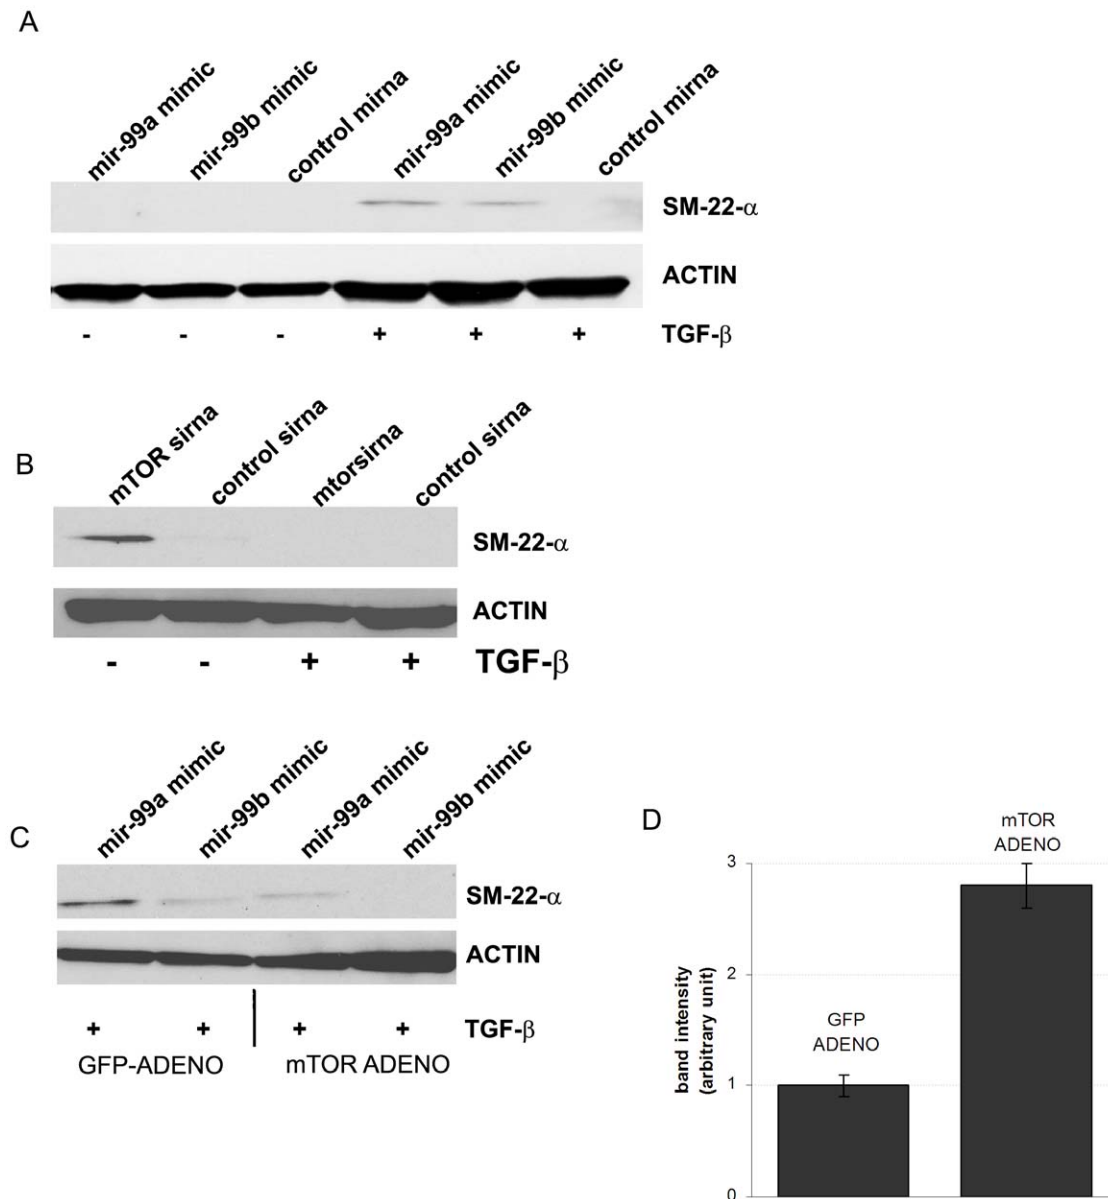 A
mir-99a mimic
mir-99b mimic
control mirna
mir-99a mimic
mir-99b mimic
control mirna
SM-22-α
ACTIN
- - - + + + TGF-β
B
mTOR sirna
control sirna
mtorsirna
control sirna
SM-22-α
ACTIN
- - + + TGF-β
C
mir-99a mimic
mir-99b mimic
mir-99a mimic
mir-99b mimic
SM-22-α
ACTIN
+ + + + TGF-β
GFP-ADENO mTOR ADENO
D
mTOR
ADENO
GFP
ADENO
3
2
1
0
band intensity
(arbitrary unit)